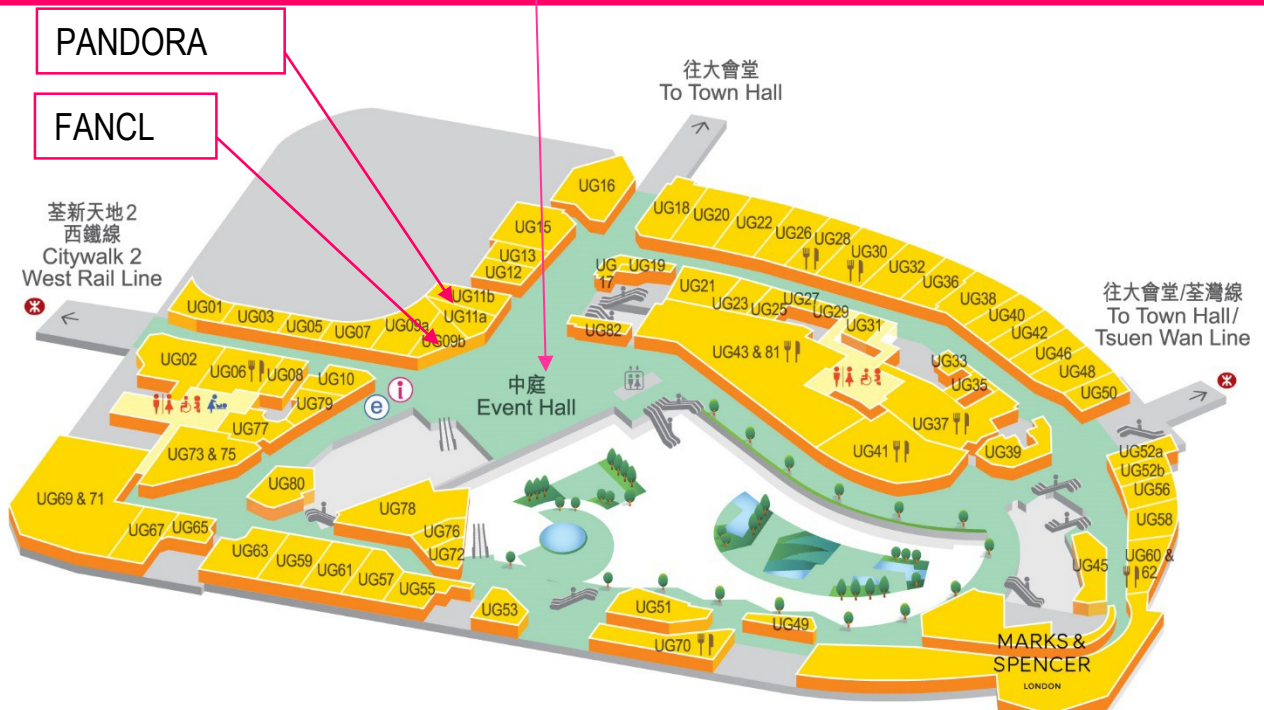 PANDORA
FANCL
往大會堂
To Town Hall
荃新天地2
西鐵線
Citywalk 2
West Rail Line
往大會堂/荃灣線
To Town Hall/
Tsuen Wan Line
UG16
UG15
UG13
UG12
UG11b
UG11a
UG09a
UG09b
UG01
UG03
UG05
UG07
UG02
UG06
UG08
UG10
UG79
UG77
UG73 & 75
UG69 & 71
UG67
UG65
UG80
UG78
UG76
UG72
UG63
UG59
UG61
UG57
UG55
UG53
UG51
UG70
UG49
UG18
UG20
UG22
UG26
UG28
UG30
UG32
UG36
UG38
UG40
UG42
UG46
UG48
UG50
UG
17
UG19
UG21
UG23
UG25
UG27
UG29
UG31
UG33
UG35
UG82
UG43 & 81
UG37
UG41
UG39
UG52a
UG52b
UG56
UG58
UG60 &
62
UG45
中庭
Event Hall
i
e
MARKS &
SPENCER
LONDON